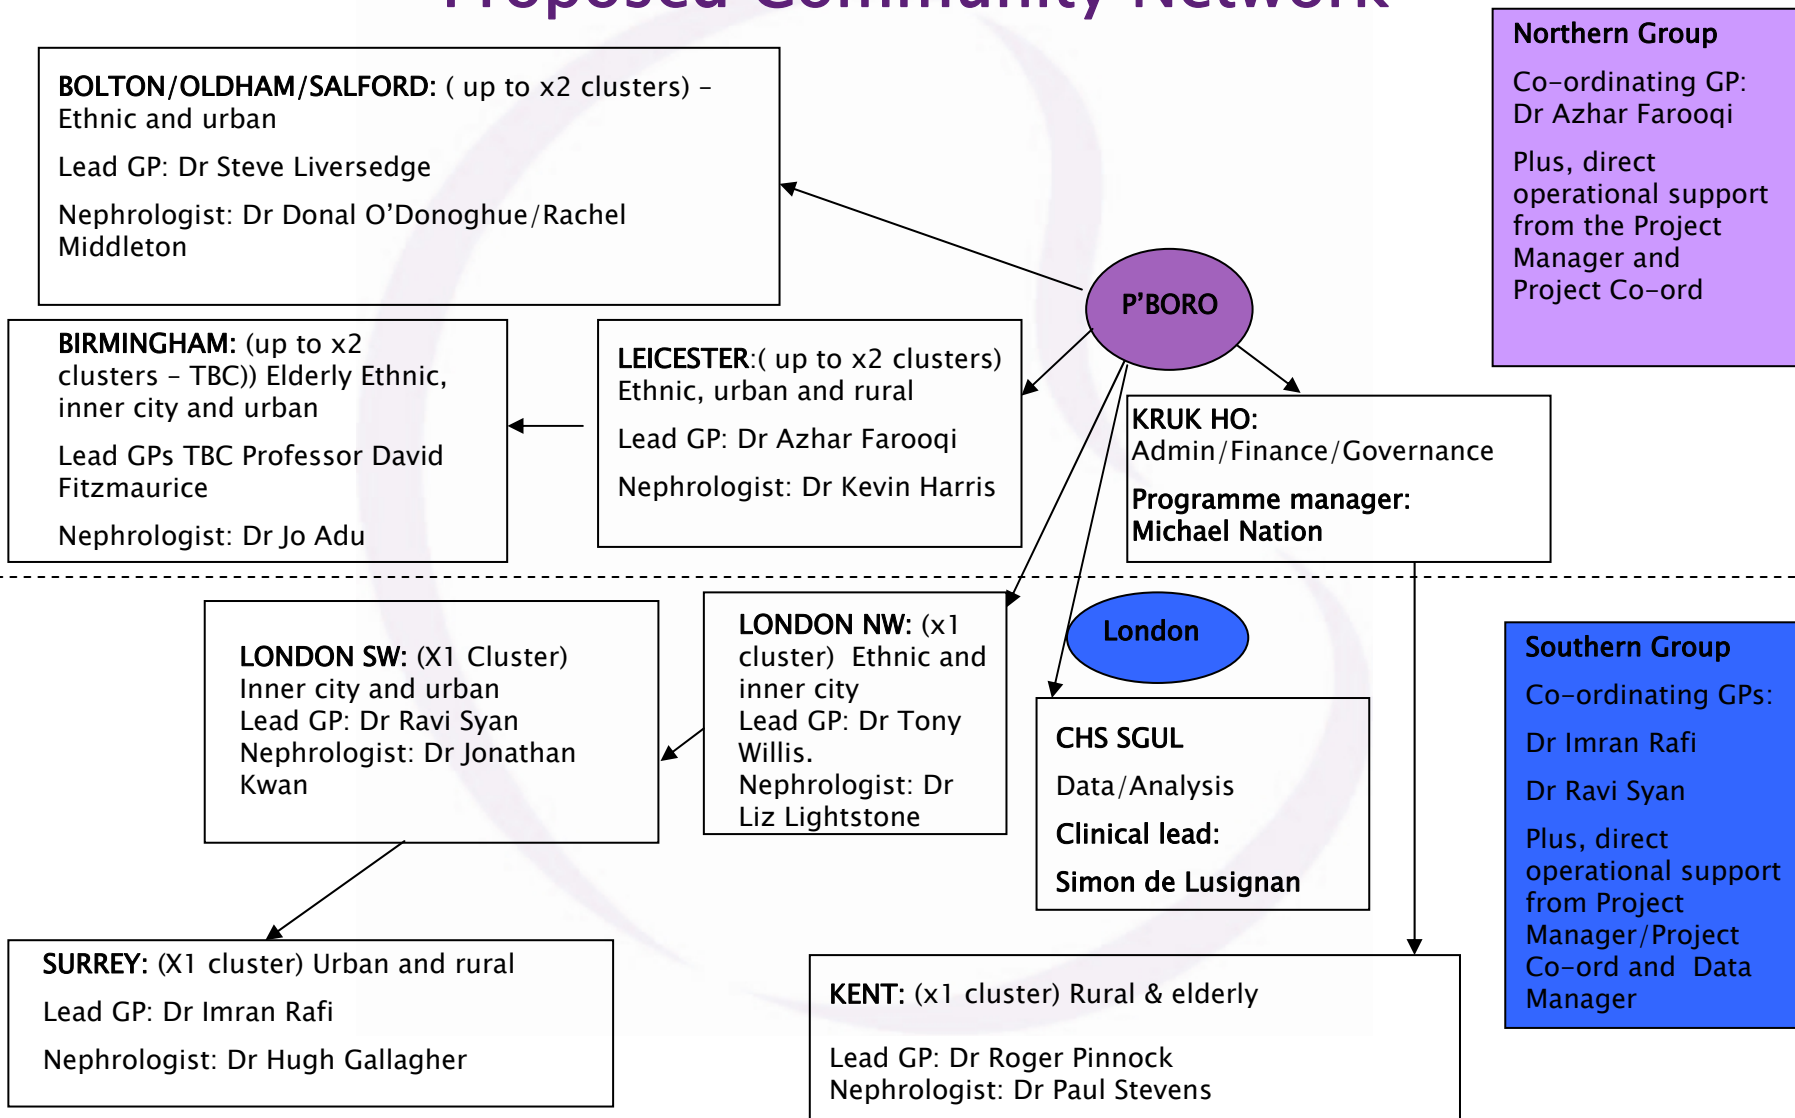 Proposed Community Network
Northern Group
Co-ordinating GP:
Dr Azhar Farooqi
Plus, direct
operational support
from the Project
Manager and
Project Co-ord
BOLTON/OLDHAM/SALFORD: ( up to x2 clusters) –
Ethnic and urban
Lead GP: Dr Steve Liversedge
Nephrologist: Dr Donal O'Donoghue/Rachel
Middleton
P'BORO
BIRMINGHAM: (up to x2
clusters – TBC)) Elderly Ethnic,
inner city and urban
Lead GPs TBC Professor David
Fitzmaurice
Nephrologist: Dr Jo Adu
LEICESTER:( up to x2 clusters)
Ethnic, urban and rural
Lead GP: Dr Azhar Farooqi
Nephrologist: Dr Kevin Harris
KRUK HO:
Admin/Finance/Governance
Programme manager:
Michael Nation
LONDON SW: (X1 Cluster)
Inner city and urban
Lead GP: Dr Ravi Syan
Nephrologist: Dr Jonathan
Kwan
LONDON NW: (x1
cluster)  Ethnic and
inner city
Lead GP: Dr Tony
Willis.
Nephrologist: Dr
Liz Lightstone
London
CHS SGUL
Data/Analysis
Clinical lead:
Simon de Lusignan
Southern Group
Co-ordinating GPs:
Dr Imran Rafi
Dr Ravi Syan
Plus, direct
operational support
from Project
Manager/Project
Co-ord and  Data
Manager
SURREY: (X1 cluster) Urban and rural
Lead GP: Dr Imran Rafi
Nephrologist: Dr Hugh Gallagher
KENT: (x1 cluster) Rural & elderly
Lead GP: Dr Roger Pinnock
Nephrologist: Dr Paul Stevens